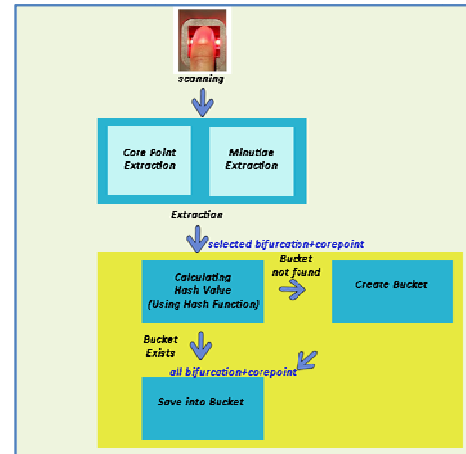 scanning
Core Point
Extraction
Minutiae
Extraction
Extraction
selected bifurcation+corepoint
Bucket
not found
Calculating
Hash Value
(Using Hash Function)
Create Bucket
Bucket
Exists
all bifurcation+corepoint
Save into Bucket